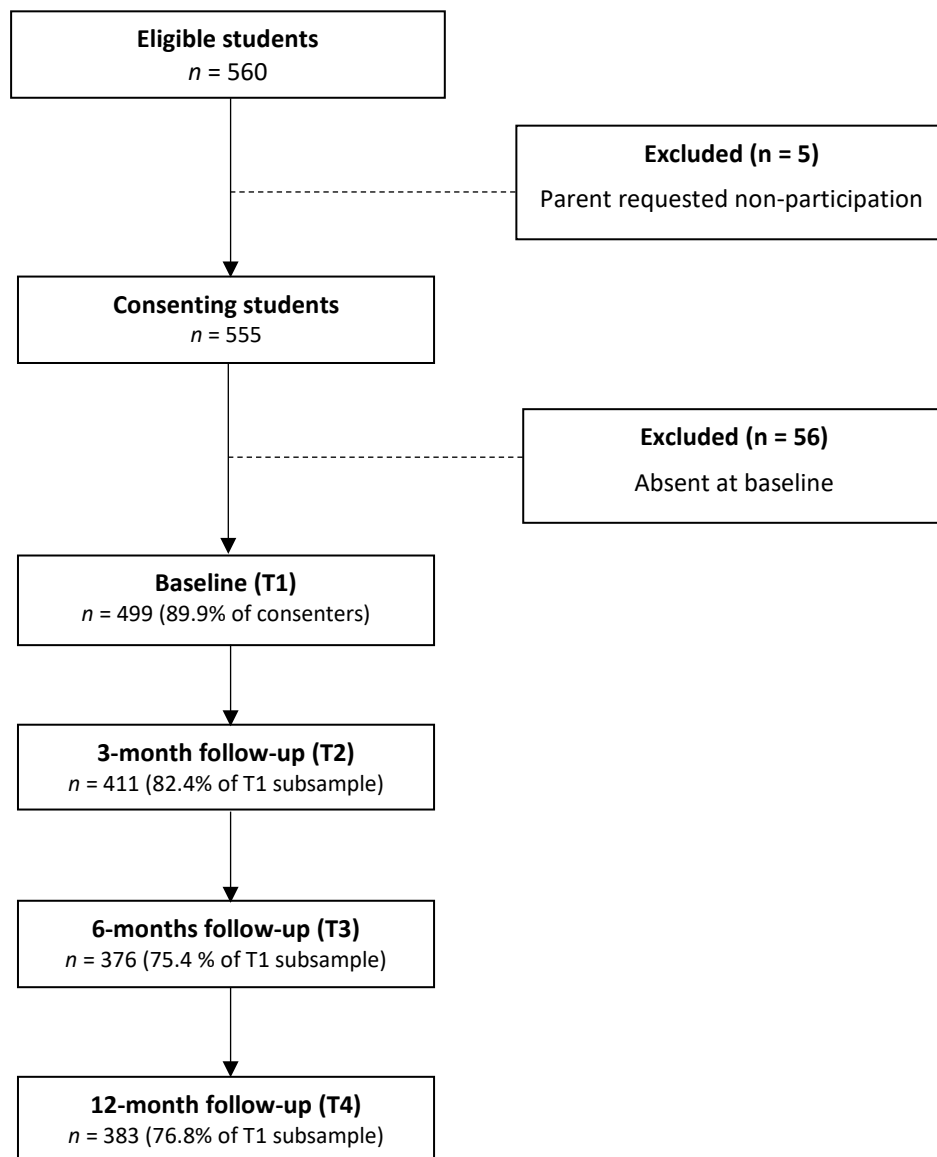 Eligible students
n = 560
Excluded (n = 5)
Parent requested non-participation
Consenting students
n = 555
Excluded (n = 56)
Absent at baseline
Baseline (T1)
n = 499 (89.9% of consenters)
3-month follow-up (T2)
n = 411 (82.4% of T1 subsample)
6-months follow-up (T3)
n = 376 (75.4 % of T1 subsample)
12-month follow-up (T4)
n = 383 (76.8% of T1 subsample)